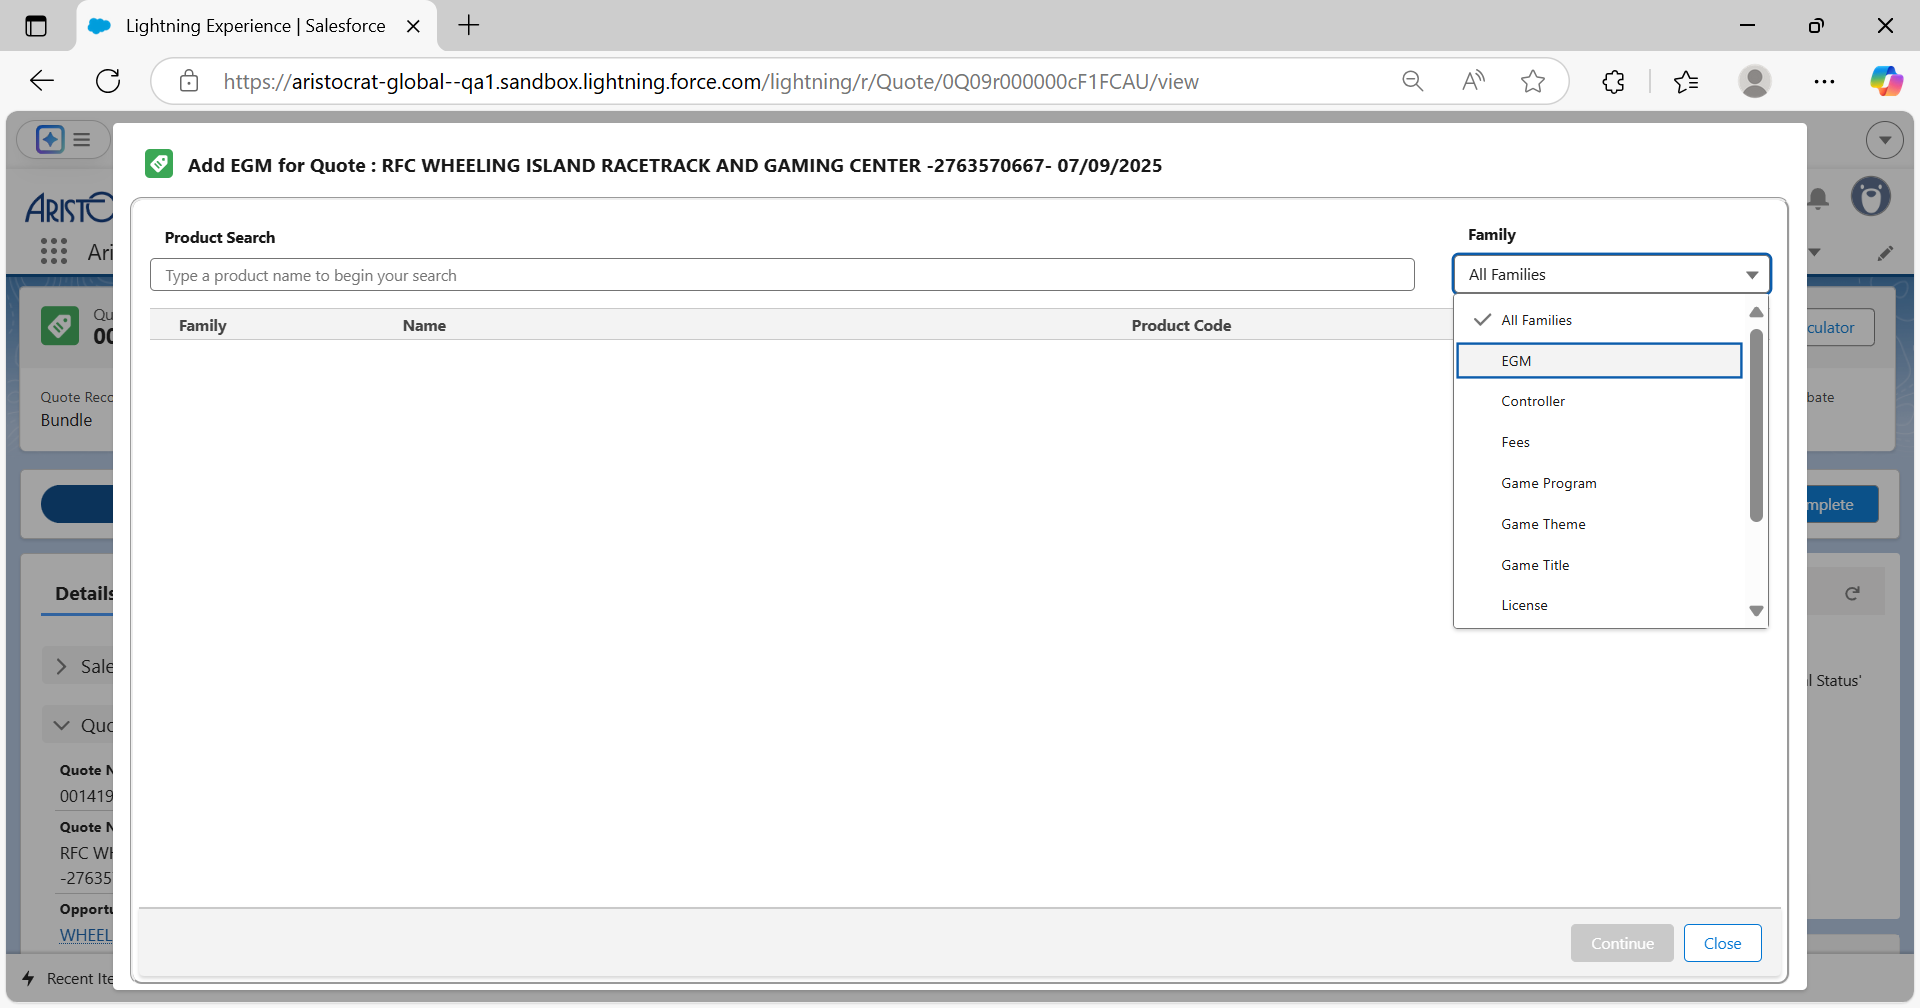 Lightning Experience | Salesforce
https://aristocrat-global--qa1.sandbox.lightning.force.com/lightning/r/Quote/0Q09r000000cF1FCAU/view
Add EGM for Quote : RFC WHEELING ISLAND RACETRACK AND GAMING CENTER -2763570667- 07/09/2025
ARISTO
Ari
Product Search
Family
Type a product name to begin your search
All Families
Family Name Product Code
All Families
EGM
Controller
Fees
Game Program
Game Theme
Game Title
License
Qu
00
culator
Quote Reco
Bundle
bate
mplete
Details
Sale
l Status'
Quo
Quote N
001419
Quote N
RFC WH
-27635
Opportu
WHEEL
Continue
Close
Recent Ite